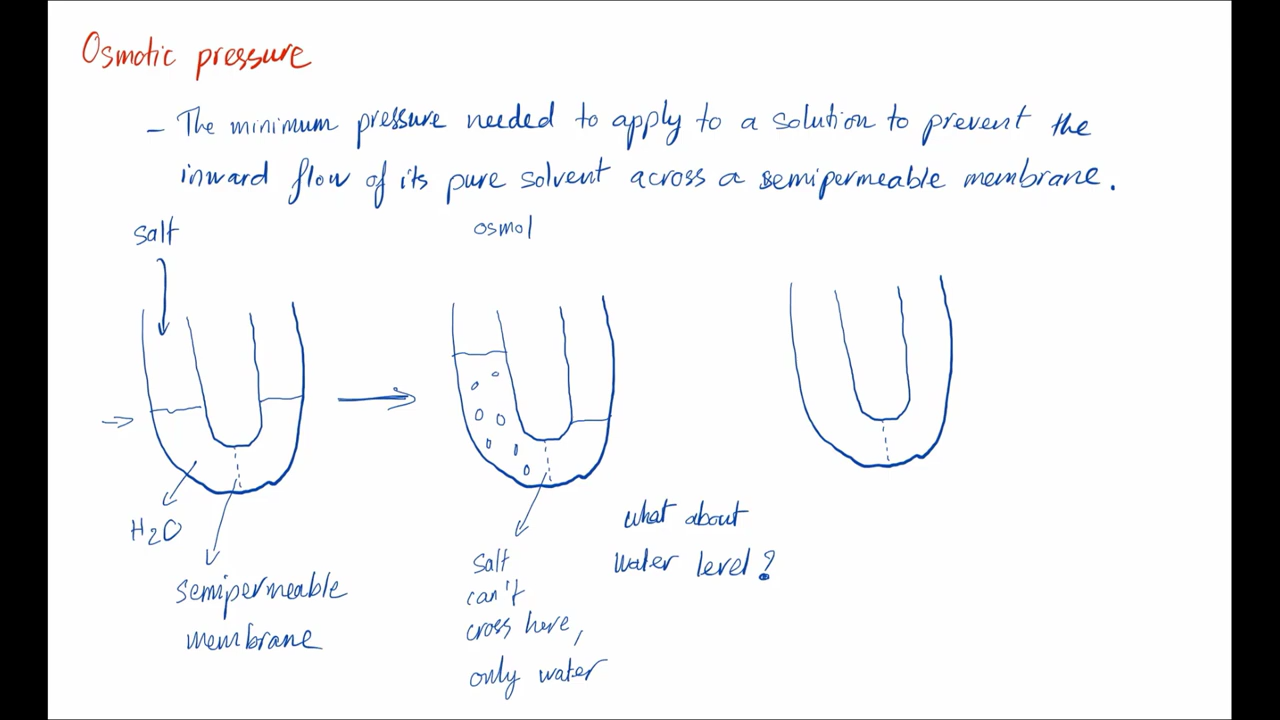 Osmotic pressure
- The minimum pressure needed to apply to a solution to prevent the
inward flow of its pure solvent across a semipermeable membrane.
salt
osmol
H2O
semipermeable
membrane
salt
can't
cross here,
only water
what about
water level?